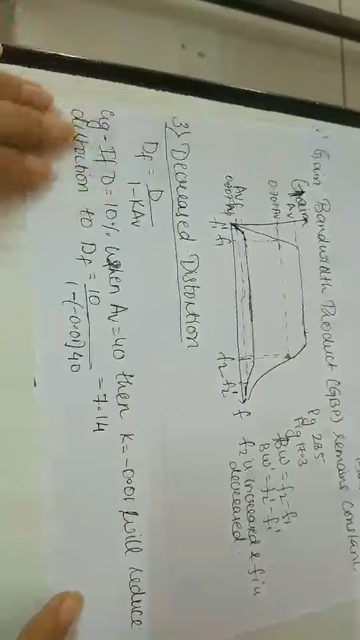 ∴ Gain Bandwidth Product (GBP) remains constant
Pg 285
Fig 17.3
Gain
Av
0.707Av
Avf
0.707Avf
f1' f1
f2 f2'
f
BW = f2 - f1
BW' = f2' - f1'
f2 is increased & f1 is
decreased
3) Decreased Distortion
Df = D / 1-KAv
Eg - If D = 10% when Av = 40 then K = -0.01 will reduce
distortion to Df = 10 / 1-(-0.01)40 = 7.14